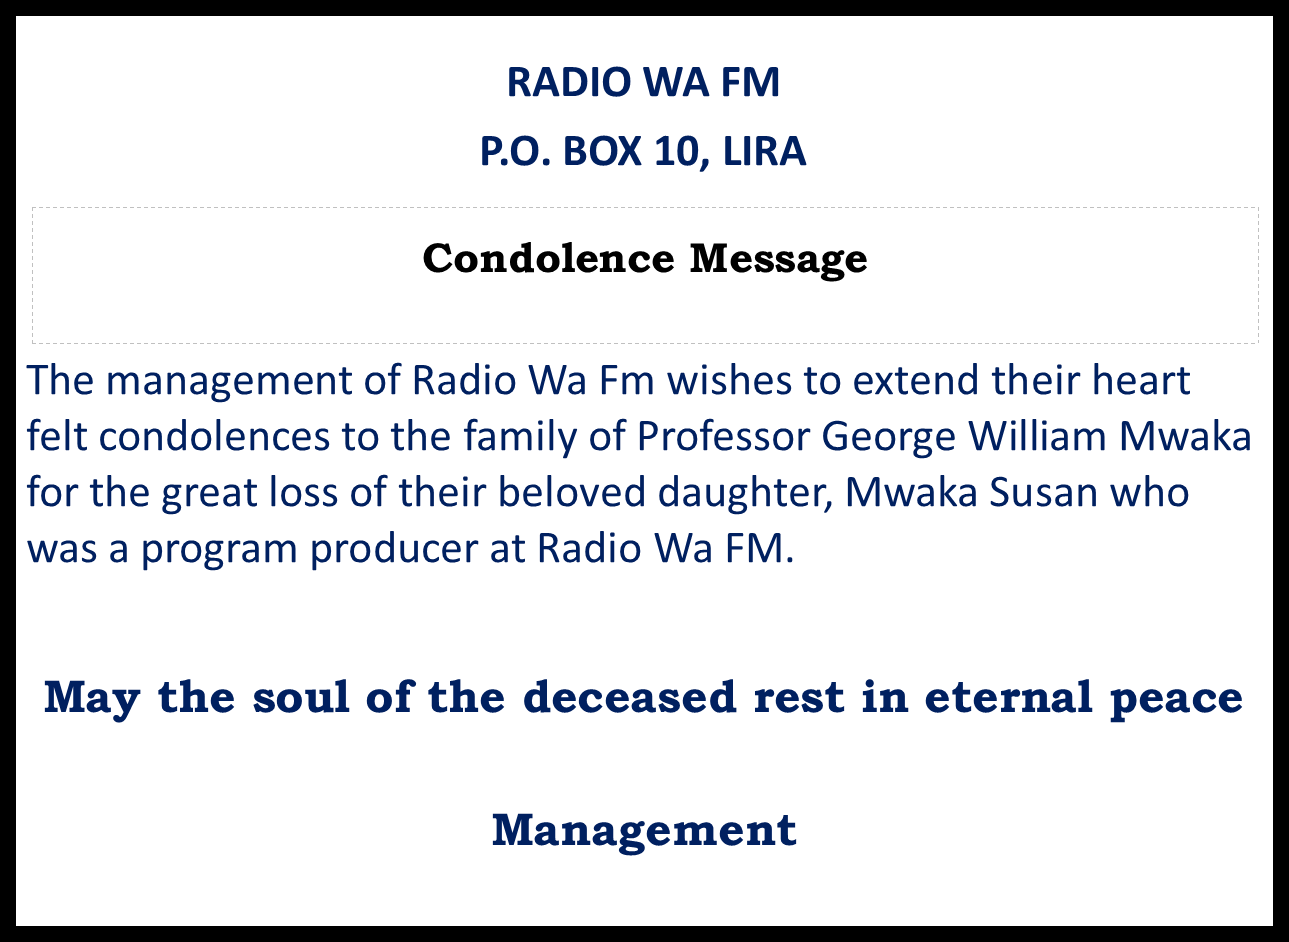 RADIO WA FM
P.O. BOX 10, LIRA
Condolence Message
The management of Radio Wa Fm wishes to extend their heart
felt condolences to the family of Professor George William Mwaka
for the great loss of their beloved daughter, Mwaka Susan who
was a program producer at Radio Wa FM.
May the soul of the deceased rest in eternal peace
Management